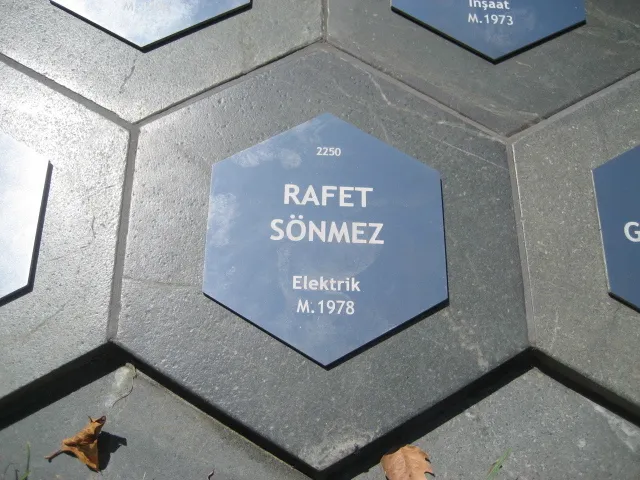 İnşaat
M.1973
2250
RAFET
SÖNMEZ
Elektrik
M.1978
G